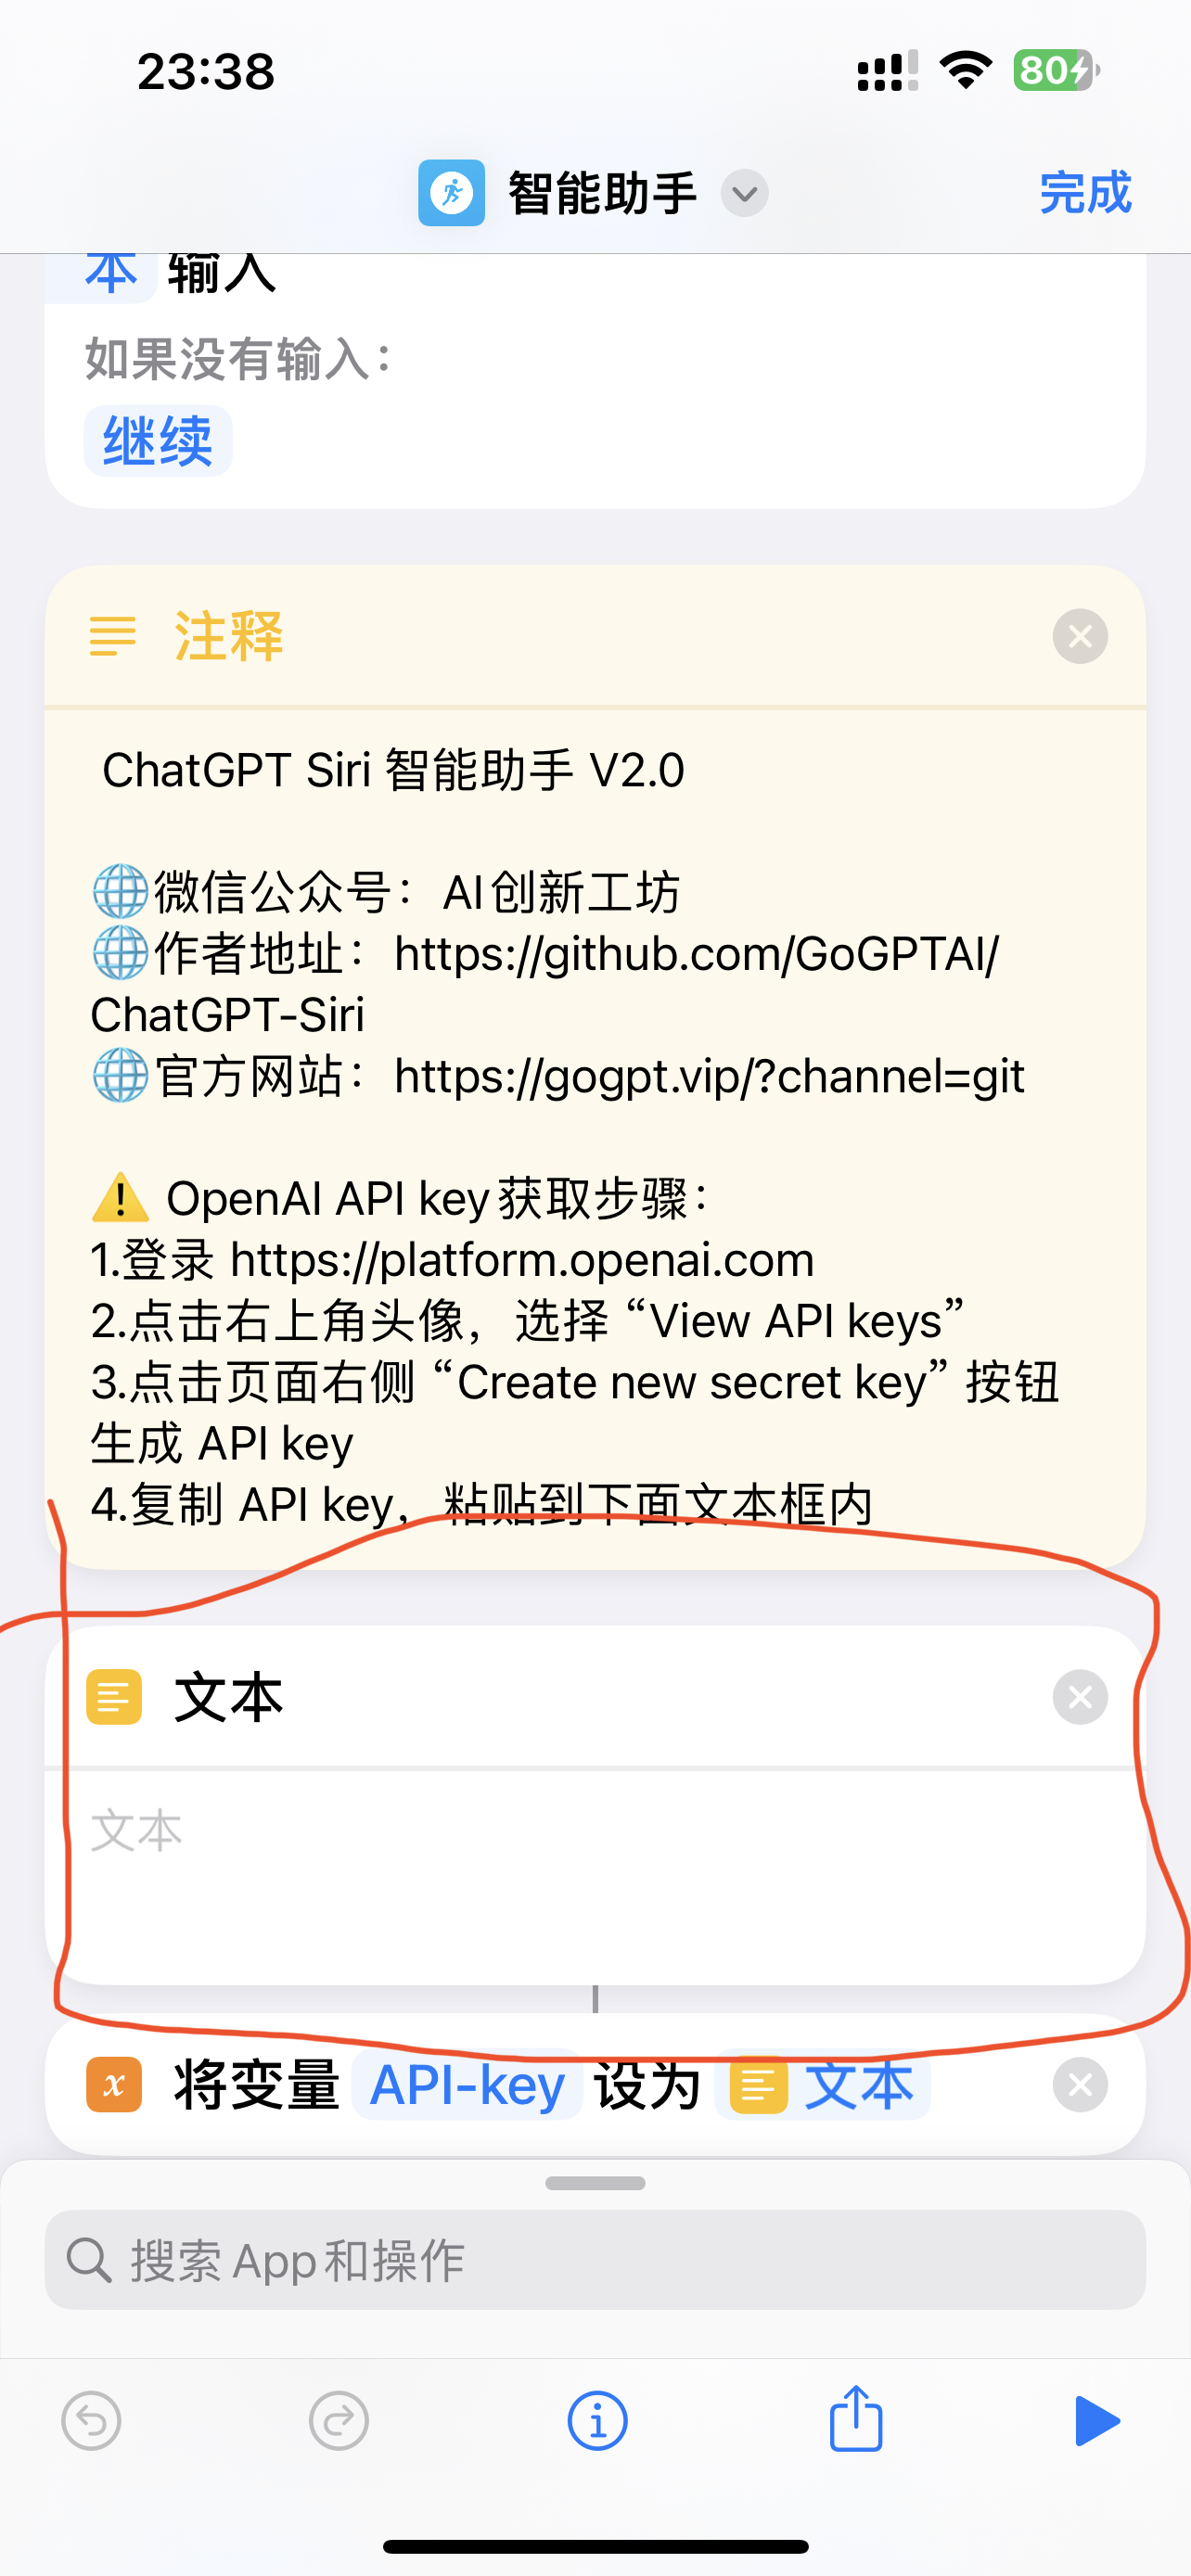 23:38
80
智能助手
完成
本 输入
如果没有输入：
继续
注释
ChatGPT Siri 智能助手 V2.0
🌐微信公众号：AI创新工坊
🌐作者地址：https://github.com/GoGPTAI/
ChatGPT-Siri
🌐官方网站：https://gogpt.vip/?channel=git
⚠️ OpenAI API key获取步骤：
1.登录 https://platform.openai.com
2.点击右上角头像，选择 “View API keys”
3.点击页面右侧 “Create new secret key” 按钮
生成 API key
4.复制 API key，粘贴到下面文本框内
文本
文本
x 将变量 API-key 设为 文本
搜索 App 和操作